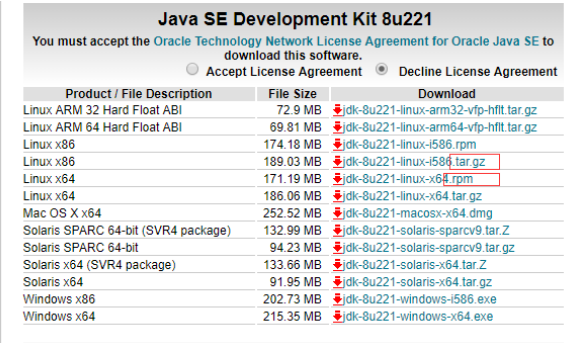 Java SE Development Kit 8u221
You must accept the Oracle Technology Network License Agreement for Oracle Java SE to
download this software.
Accept License Agreement Decline License Agreement
Product / File Description File Size Download
Linux ARM 32 Hard Float ABI 72.9 MB jdk-8u221-linux-arm32-vfp-hflt.tar.gz
Linux ARM 64 Hard Float ABI 69.81 MB jdk-8u221-linux-arm64-vfp-hflt.tar.gz
Linux x86 174.18 MB jdk-8u221-linux-i586.rpm
Linux x86 189.03 MB jdk-8u221-linux-i586.tar.gz
Linux x64 171.19 MB jdk-8u221-linux-x64.rpm
Linux x64 186.06 MB jdk-8u221-linux-x64.tar.gz
Mac OS X x64 252.52 MB jdk-8u221-macosx-x64.dmg
Solaris SPARC 64-bit (SVR4 package) 132.99 MB jdk-8u221-solaris-sparcv9.tar.Z
Solaris SPARC 64-bit 94.23 MB jdk-8u221-solaris-sparcv9.tar.gz
Solaris x64 (SVR4 package) 133.66 MB jdk-8u221-solaris-x64.tar.Z
Solaris x64 91.95 MB jdk-8u221-solaris-x64.tar.gz
Windows x86 202.73 MB jdk-8u221-windows-i586.exe
Windows x64 215.35 MB jdk-8u221-windows-x64.exe